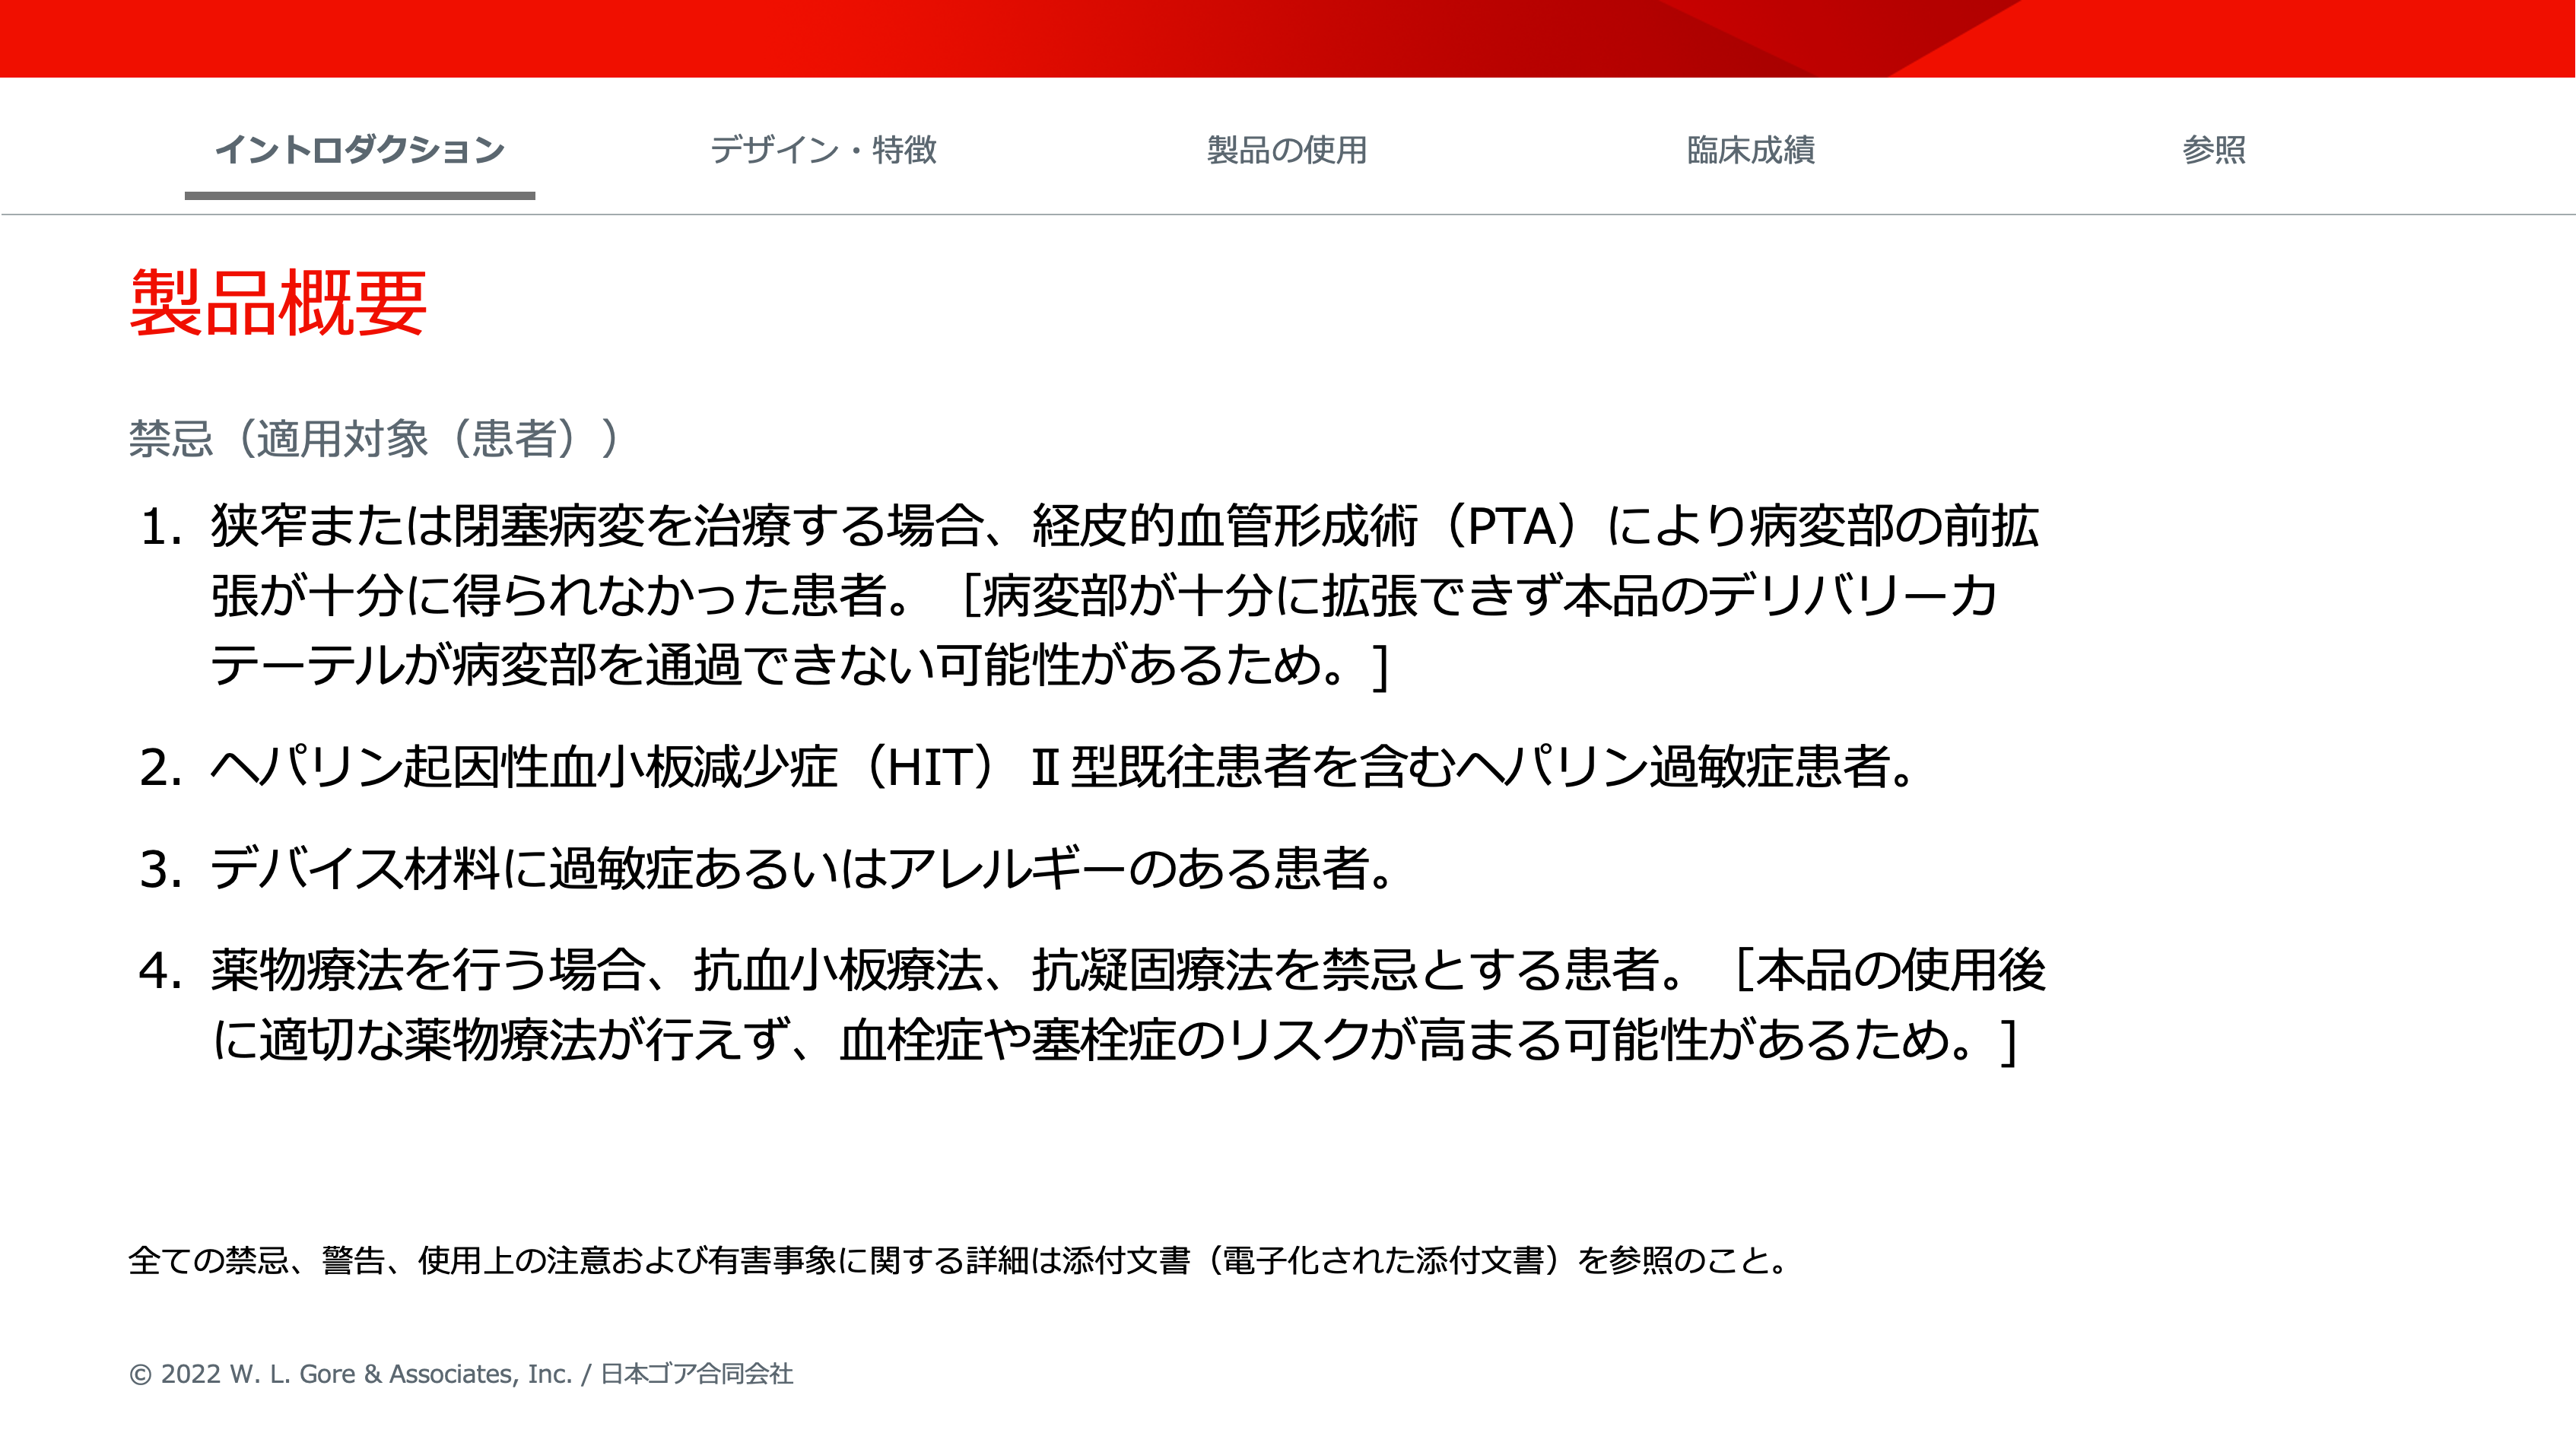 イントロダクション
デザイン・特徴
製品の使用
臨床成績
参照
製品概要
禁忌（適用対象（患者））
1. 狭窄または閉塞病変を治療する場合、経皮的血管形成術（PTA）により病変部の前拡
張が十分に得られなかった患者。［病変部が十分に拡張できず本品のデリバリーカ
テーテルが病変部を通過できない可能性があるため。］
2. ヘパリン起因性血小板減少症（HIT）Ⅱ型既往患者を含むヘパリン過敏症患者。
3. デバイス材料に過敏症あるいはアレルギーのある患者。
4. 薬物療法を行う場合、抗血小板療法、抗凝固療法を禁忌とする患者。［本品の使用後
に適切な薬物療法が行えず、血栓症や塞栓症のリスクが高まる可能性があるため。］
全ての禁忌、警告、使用上の注意および有害事象に関する詳細は添付文書（電子化された添付文書）を参照のこと。
© 2022 W. L. Gore & Associates, Inc. / 日本ゴア合同会社